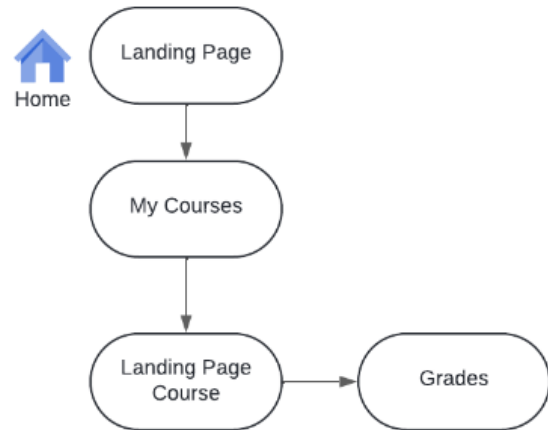 Landing Page
Home
My Courses
Landing Page
Course
Grades